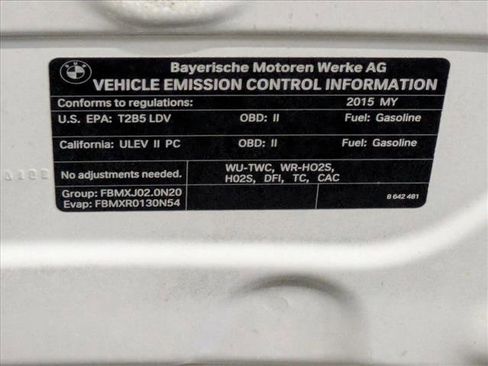 BMW
Bayerische Motoren Werke AG
VEHICLE EMISSION CONTROL INFORMATION
Conforms to regulations: 2015 MY
U.S. EPA: T2B5 LDV OBD: II Fuel: Gasoline
California: ULEV II PC OBD: II Fuel: Gasoline
No adjustments needed.
WU-TWC, WR-HO2S,
HO2S, DFI, TC, CAC
Group: FBMXJ02.0N20
Evap: FBMXR0130N54
8 642 481